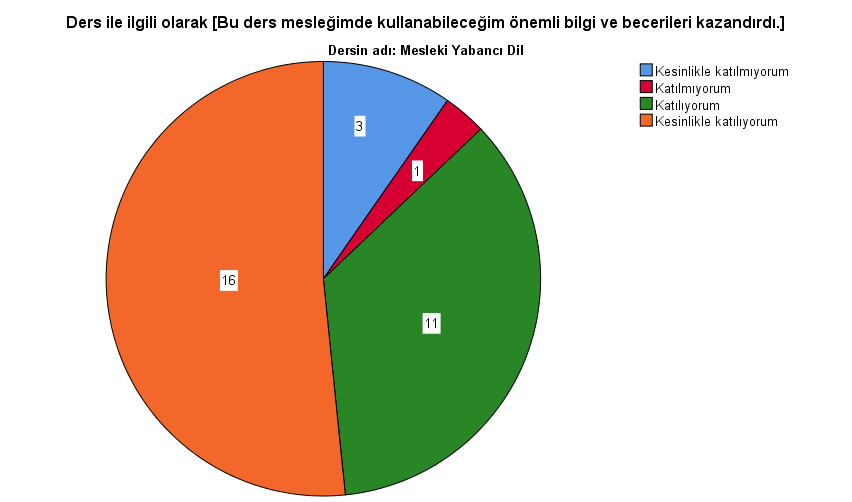 Ders ile ilgili olarak [Bu ders mesleğimde kullanabileceğim önemli bilgi ve becerileri kazandırdı.]
Dersin adı: Mesleki Yabancı Dil
Kesinlikle katılmıyorum
Katılmıyorum
Katılıyorum
Kesinlikle katılıyorum
3
1
16
11